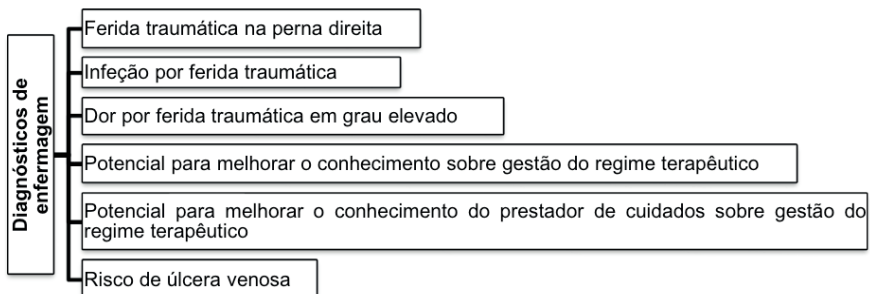 Diagnósticos de
enfermagem
Ferida traumática na perna direita
Infeção por ferida traumática
Dor por ferida traumática em grau elevado
Potencial para melhorar o conhecimento sobre gestão do regime terapêutico
Potencial para melhorar o conhecimento do prestador de cuidados sobre gestão do
regime terapêutico
Risco de úlcera venosa